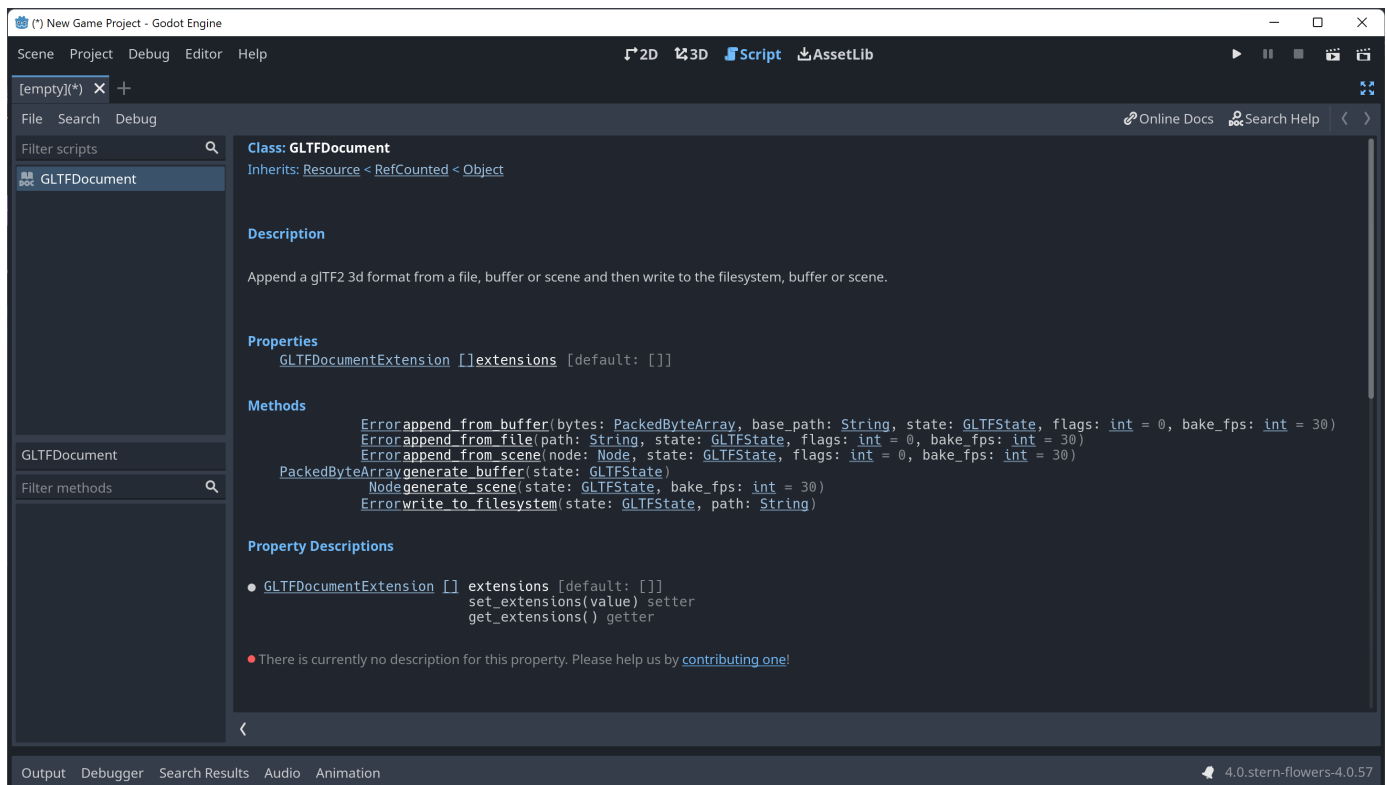 (*) New Game Project - Godot Engine
Scene Project Debug Editor Help 2D 3D Script AssetLib
[empty](*)
File Search Debug Online Docs Search Help
Filter scripts
DOC GLTFDocument
GLTFDocument
Filter methods
Class: GLTFDocument
Inherits: Resource < RefCounted < Object
Description
Append a glTF2 3d format from a file, buffer or scene and then write to the filesystem, buffer or scene.
Properties
GLTFDocumentExtension []extensions [default: []]
Methods
Error append_from_buffer(bytes: PackedByteArray, base_path: String, state: GLTFState, flags: int = 0, bake_fps: int = 30)
Error append_from_file(path: String, state: GLTFState, flags: int = 0, bake_fps: int = 30)
Error append_from_scene(node: Node, state: GLTFState, flags: int = 0, bake_fps: int = 30)
PackedByteArray generate_buffer(state: GLTFState)
Node generate_scene(state: GLTFState, bake_fps: int = 30)
Error write_to_filesystem(state: GLTFState, path: String)
Property Descriptions
● GLTFDocumentExtension [] extensions [default: []]
set_extensions(value) setter
get_extensions() getter
There is currently no description for this property. Please help us by contributing one!
Output Debugger Search Results Audio Animation 4.0.stern-flowers-4.0.57